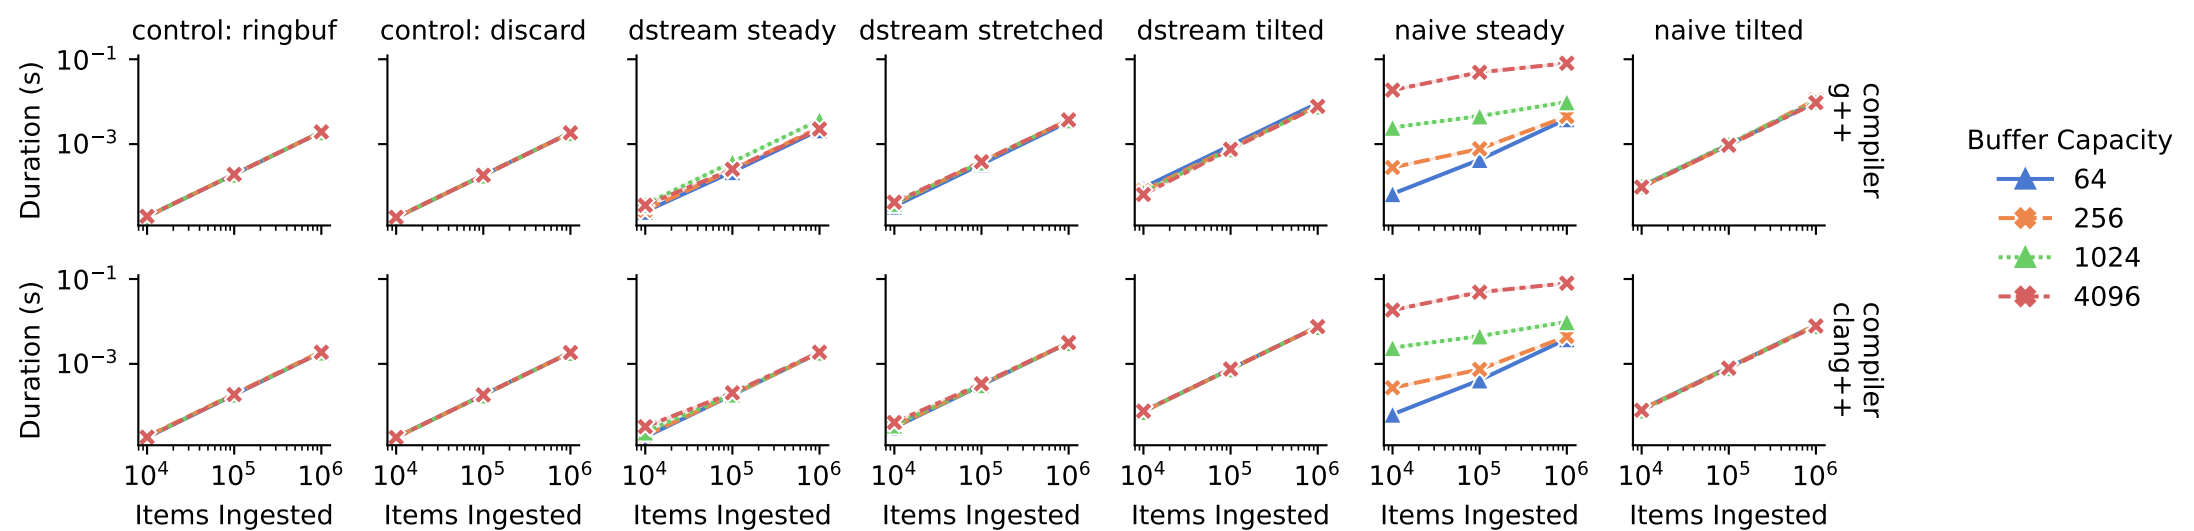 control: ringbuf
control: discard
dstream steady
dstream stretched
dstream tilted
naive steady
naive tilted
Duration (s)
10⁻¹
10⁻³
compiler
g++
Duration (s)
10⁻¹
10⁻³
compiler
clang++
10⁴ 10⁵ 10⁶
10⁴ 10⁵ 10⁶
10⁴ 10⁵ 10⁶
10⁴ 10⁵ 10⁶
10⁴ 10⁵ 10⁶
10⁴ 10⁵ 10⁶
10⁴ 10⁵ 10⁶
Items Ingested
Items Ingested
Items Ingested
Items Ingested
Items Ingested
Items Ingested
Items Ingested
Buffer Capacity
64
256
1024
4096